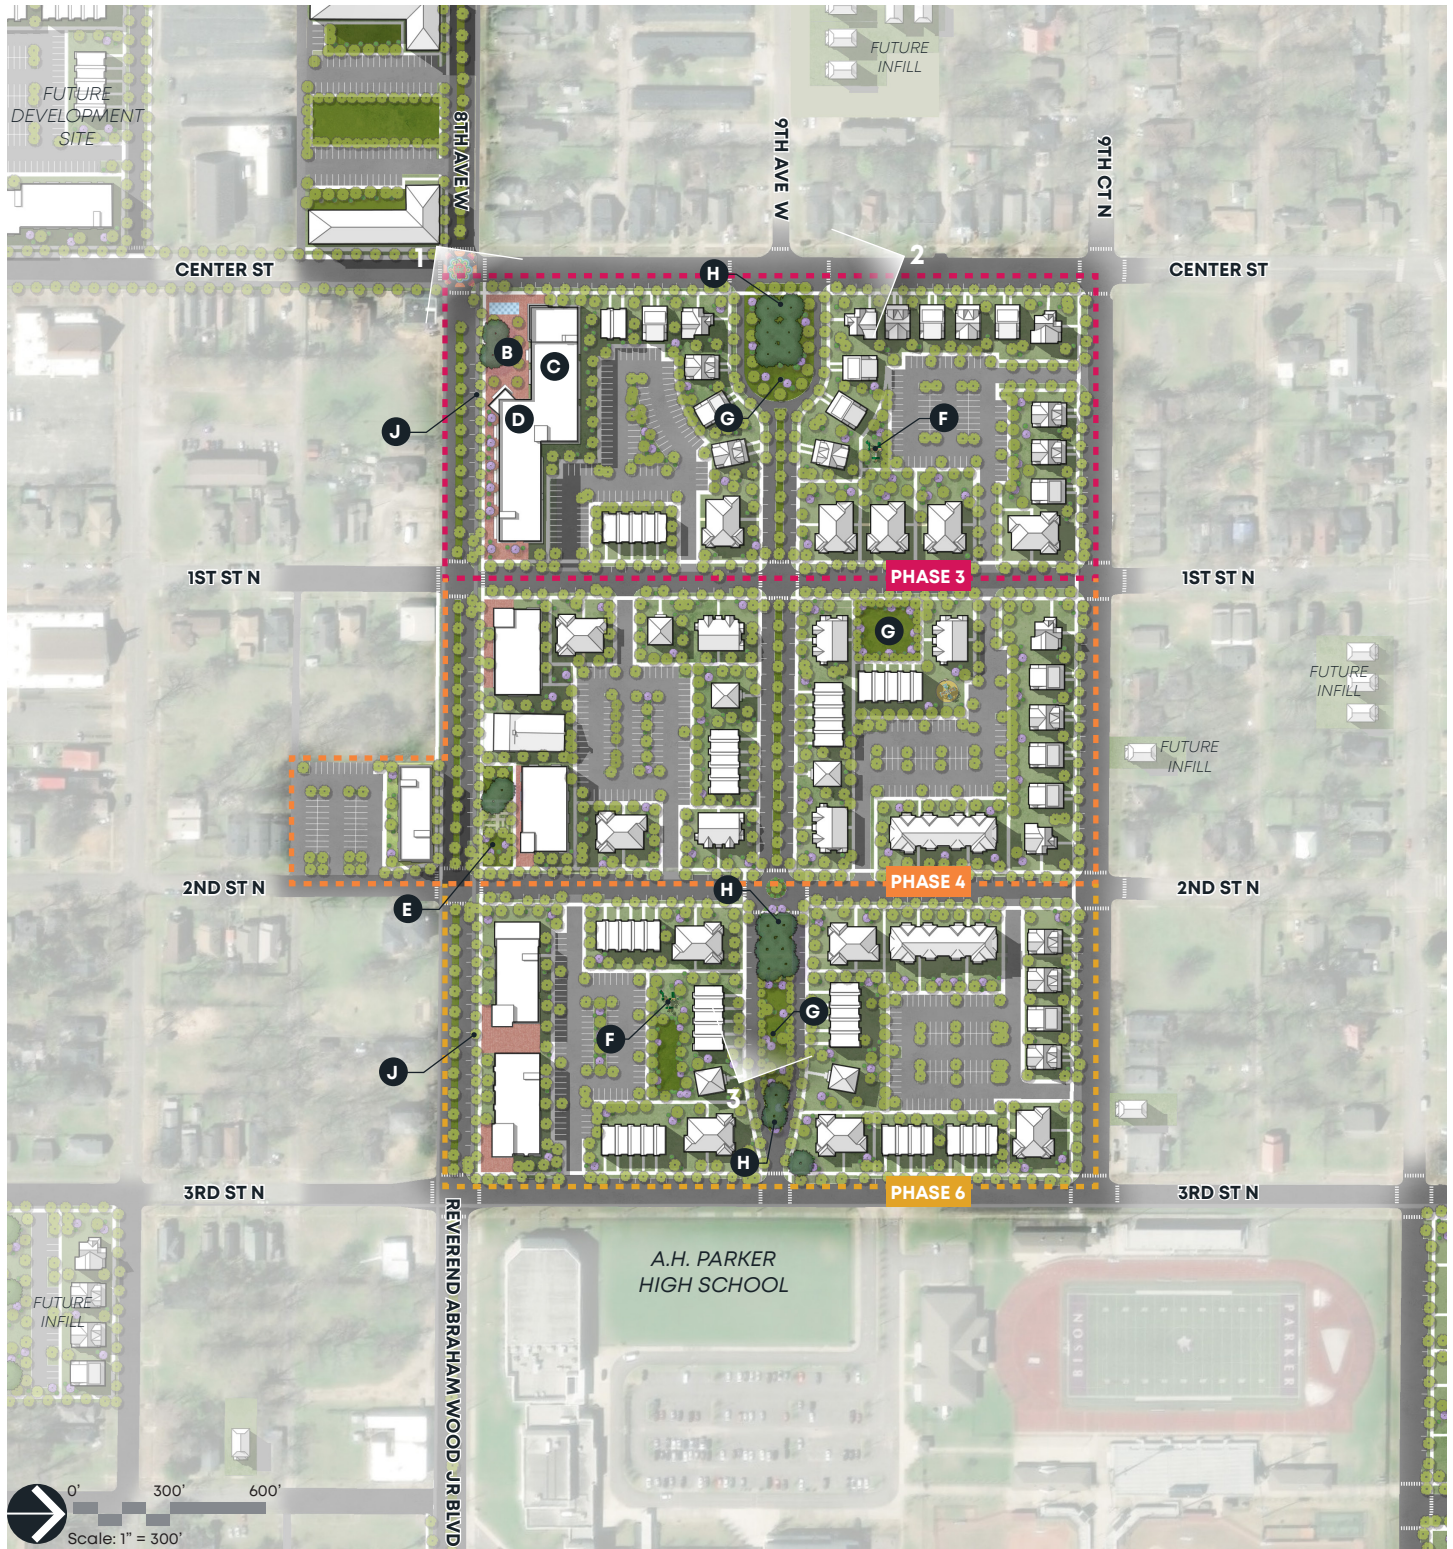 FUTURE
INFILL
FUTURE
DEVELOPMENT
SITE
8TH AVE W
9TH AVE W
9TH CT N
1
2
CENTER ST
H
CENTER ST
B
C
D
G
F
J
1ST ST N
PHASE 3
1ST ST N
G
FUTURE
INFILL
FUTURE
INFILL
2ND ST N
PHASE 4
2ND ST N
H
E
G
F
J
3
H
3RD ST N
PHASE 6
3RD ST N
REVEREND ABRAHAM WOOD JR BLVD
A.H. PARKER
HIGH SCHOOL
FUTURE
INFILL
PARKER
0' 300' 600'
Scale: 1" = 300'